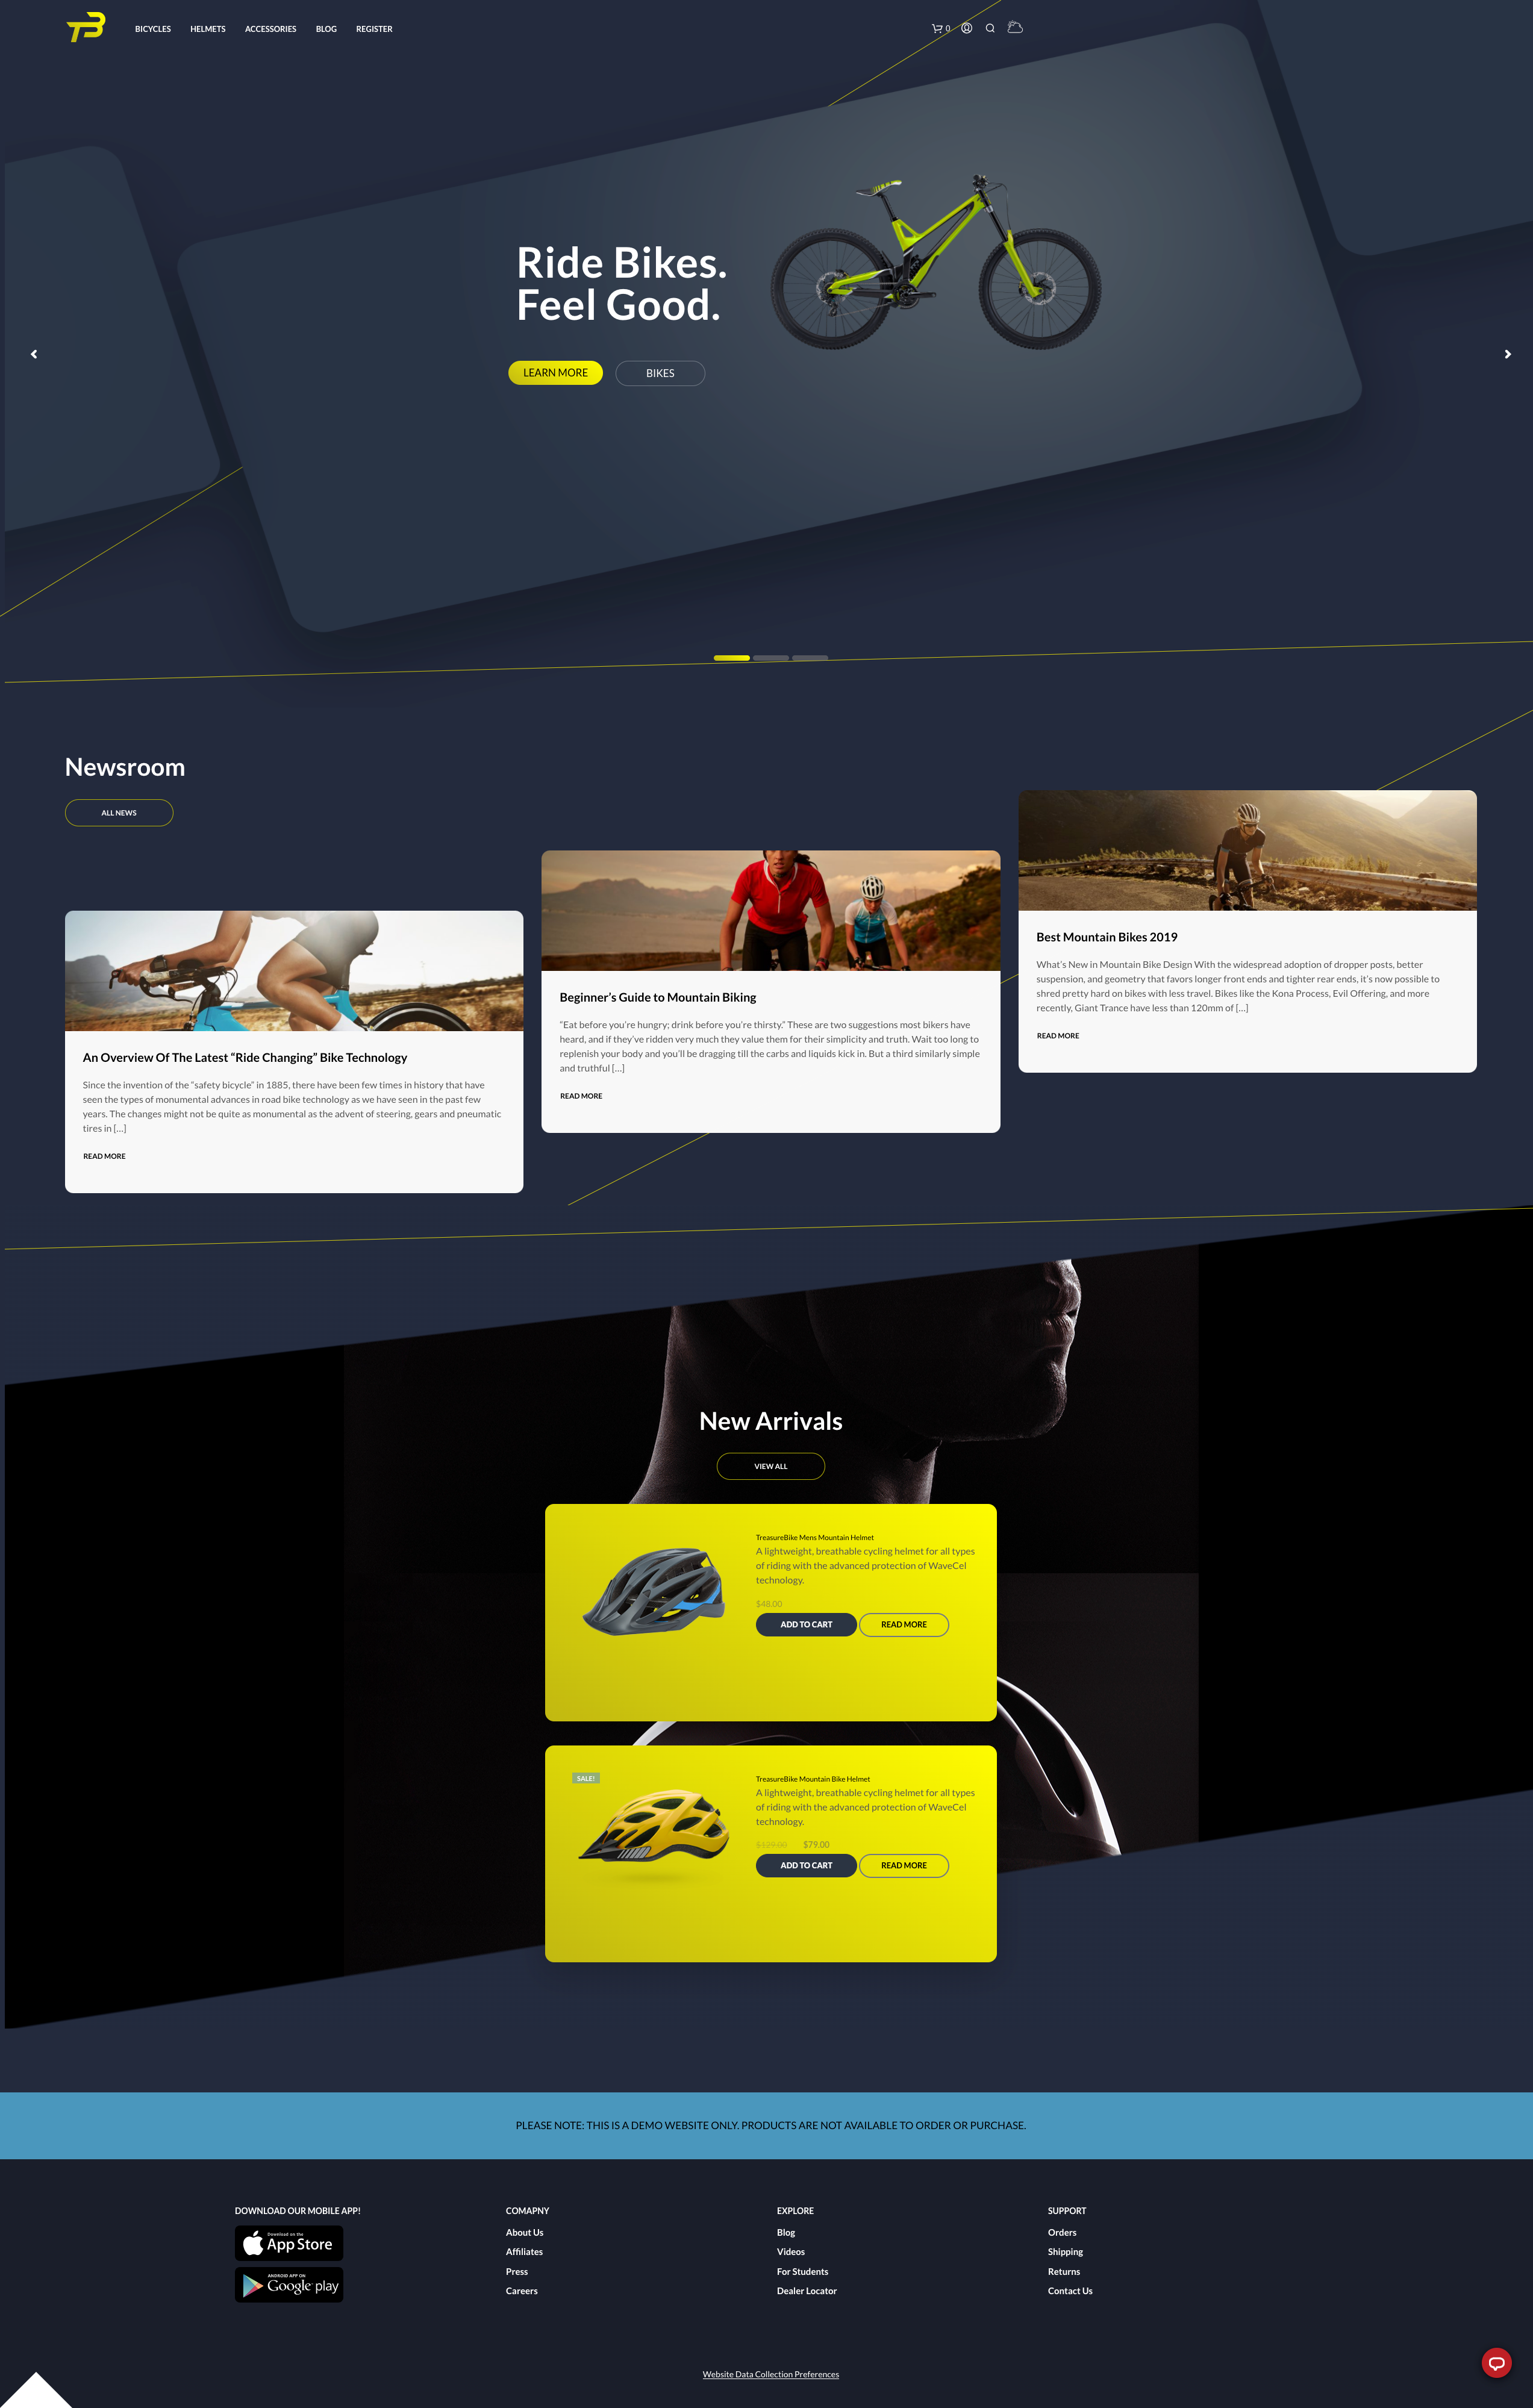 TB
BICYCLES
HELMETS
ACCESSORIES
BLOG
REGISTER
0
Ride Bikes.
Feel Good.
LEARN MORE
BIKES
Newsroom
ALL NEWS
An Overview Of The Latest “Ride Changing” Bike Technology
Since the invention of the “safety bicycle” in 1885, there have been few times in history that have
seen the types of monumental advances in road bike technology as we have seen in the past few
years. The changes might not be quite as monumental as the advent of steering, gears and pneumatic
tires in […]
READ MORE
Beginner’s Guide to Mountain Biking
“Eat before you’re hungry; drink before you’re thirsty.” These are two suggestions most bikers have
heard, and if they’ve ridden very much they value them for their simplicity and truth. Wait too long to
replenish your body and you’ll be dragging till the carbs and liquids kick in. But a third similarly simple
and truthful […]
READ MORE
Best Mountain Bikes 2019
What’s New in Mountain Bike Design With the widespread adoption of dropper posts, better
suspension, and geometry that favors longer front ends and tighter rear ends, it’s now possible to
shred pretty hard on bikes with less travel. Bikes like the Kona Process, Evil Offering, and more
recently, Giant Trance have less than 120mm of […]
READ MORE
New Arrivals
VIEW ALL
TreasureBike Mens Mountain Helmet
A lightweight, breathable cycling helmet for all types
of riding with the advanced protection of WaveCel
technology.
$48.00
ADD TO CART
READ MORE
SALE!
TreasureBike Mountain Bike Helmet
A lightweight, breathable cycling helmet for all types
of riding with the advanced protection of WaveCel
technology.
$129.00 $79.00
ADD TO CART
READ MORE
PLEASE NOTE: THIS IS A DEMO WEBSITE ONLY. PRODUCTS ARE NOT AVAILABLE TO ORDER OR PURCHASE.
DOWNLOAD OUR MOBILE APP!
Download on the
App Store
ANDROID APP ON
Google play
COMAPNY
About Us
Affiliates
Press
Careers
EXPLORE
Blog
Videos
For Students
Dealer Locator
SUPPORT
Orders
Shipping
Returns
Contact Us
Website Data Collection Preferences